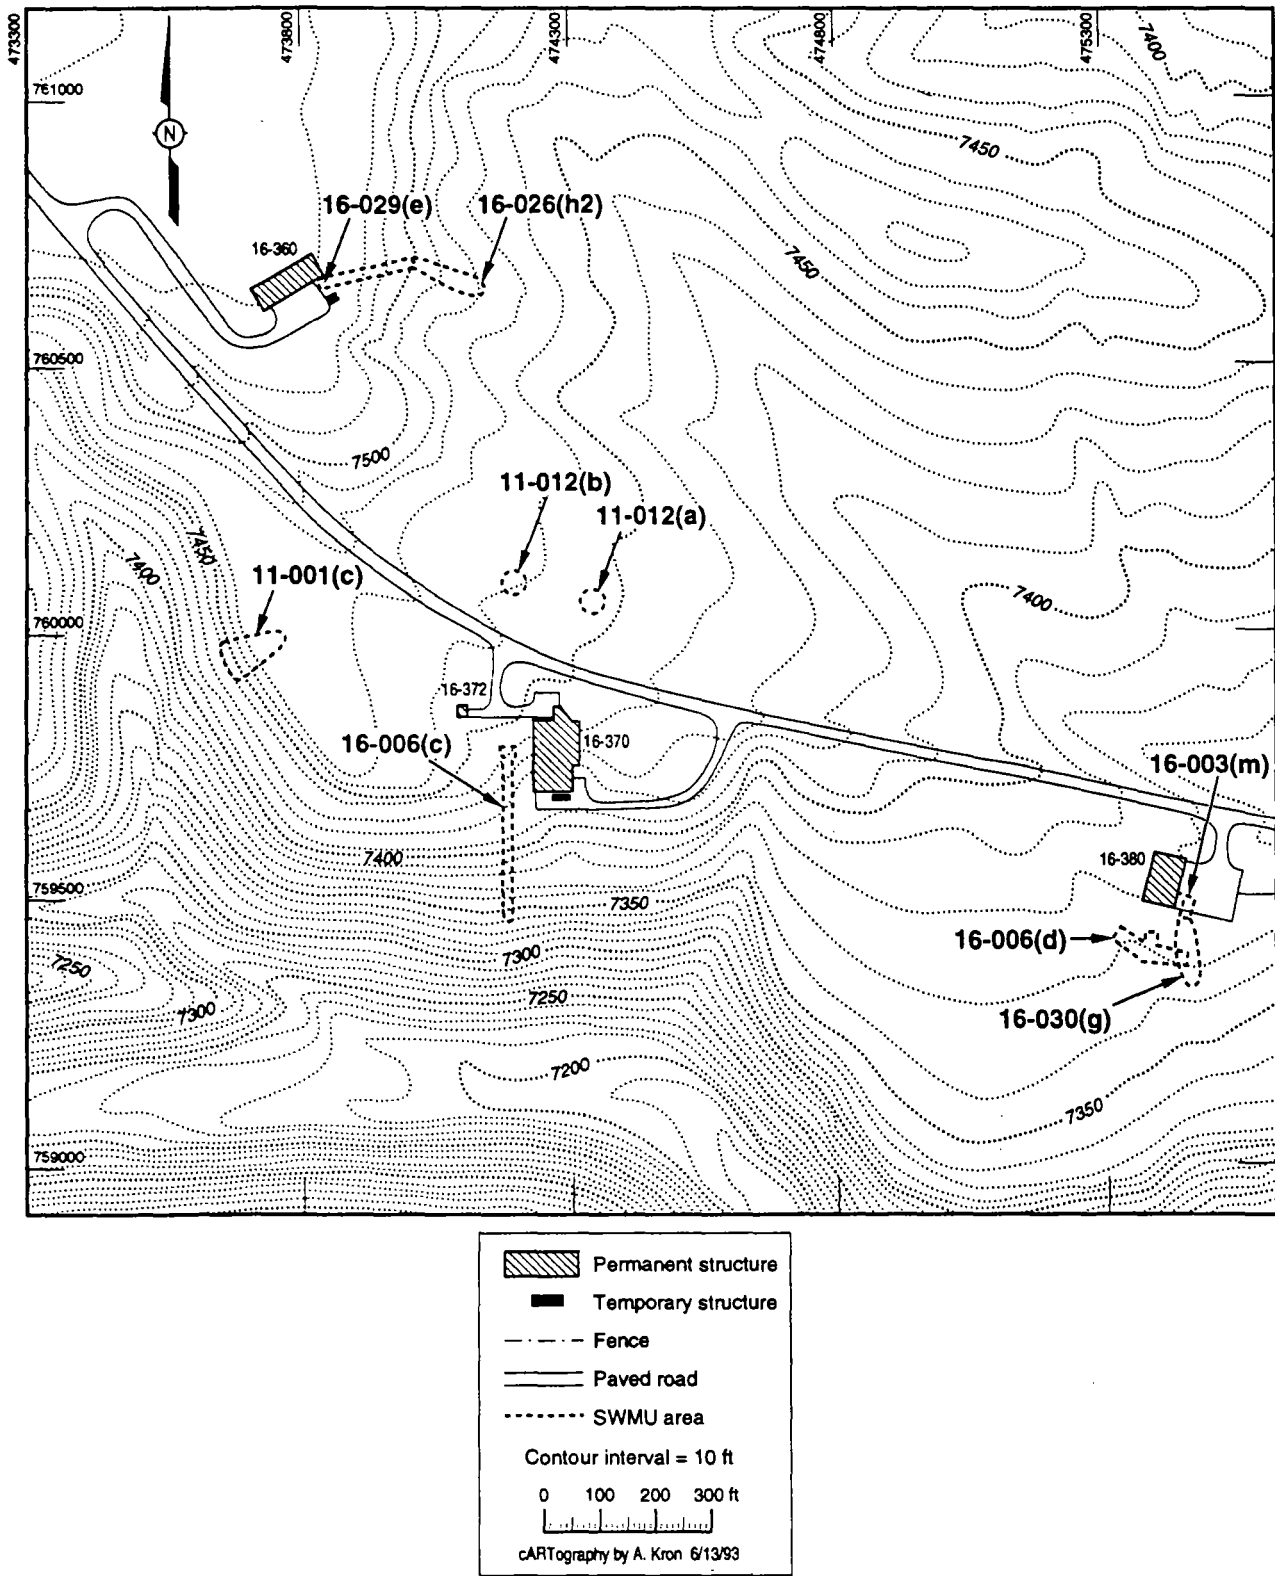 473300
473800
474300
474800
475300
7400
761000
N
7450
16-029(e)
16-026(h2)
16-360
7450
760500
7500
11-012(b)
11-012(a)
7450
7400
11-001(c)
7400
760000
16-372
16-006(c)
16-370
16-003(m)
7400
16-380
759500
7350
16-006(d)
7300
7250
7250
7300
16-030(g)
7200
7350
759000
Permanent structure
Temporary structure
Fence
Paved road
SWMU area
Contour interval = 10 ft
0 100 200 300 ft
cARTography by A. Kron 6/13/93